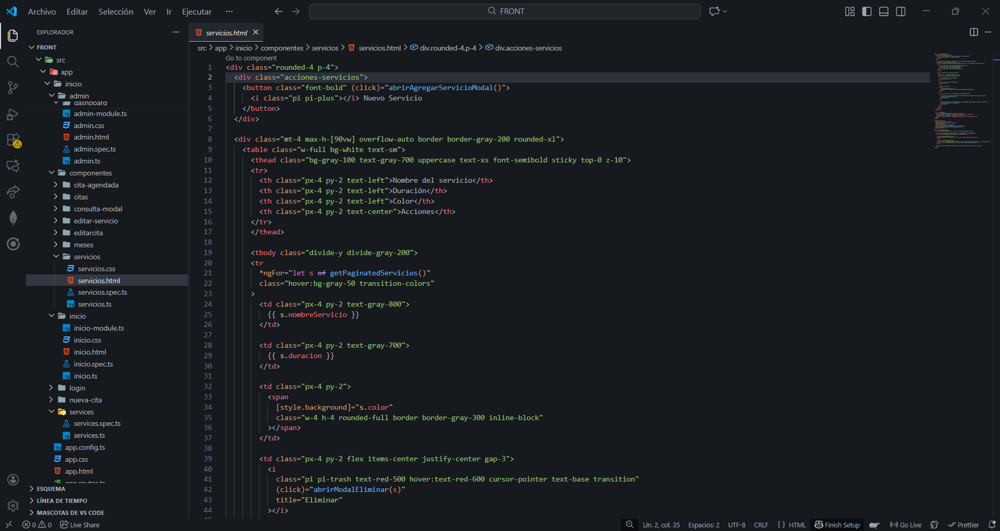 Archivo Editar Selección Ver Ir Ejecutar ··· FRONT
EXPLORADOR ···
FRONT
src
app
inicio
admin
dashboard
admin-module.ts
admin.css
admin.html
admin.spec.ts
admin.ts
componentes
cita-agendada
citas
consulta-modal
editar-servicio
editarcita
meses
servicios
servicios.css
servicios.html
servicios.spec.ts
servicios.ts
inicio
inicio-module.ts
inicio.css
inicio.html
inicio.spec.ts
inicio.ts
login
nueva-cita
services
services.spec.ts
services.ts
app.config.ts
app.css
app.html
app.routes.ts
ESQUEMA
LÍNEA DE TIEMPO
MASCOTAS DE VS CODE
servicios.html
src > app > inicio > componentes > servicios > servicios.html > div.rounded-4.p-4 > div.acciones-servicios
Go to component
1 <div class="rounded-4 p-4">
2 <div class="acciones-servicios">
3 <button class="font-bold" (click)="abrirAgregarServicioModal()">
4 <i class="pi pi-plus"></i> Nuevo Servicio
5 </button>
6 </div>
7
8 <div class="mt-4 max-h-[90vw] overflow-auto border border-gray-200 rounded-xl">
9 <table class="w-full bg-white text-sm">
10 <thead class="bg-gray-100 text-gray-700 uppercase text-xs font-semibold sticky top-0 z-10">
11 <tr>
12 <th class="px-4 py-2 text-left">Nombre del servicio</th>
13 <th class="px-4 py-2 text-left">Duración</th>
14 <th class="px-4 py-2 text-left">Color</th>
15 <th class="px-4 py-2 text-center">Acciones</th>
16 </tr>
17 </thead>
18
19 <tbody class="divide-y divide-gray-200">
20 <tr
21 *ngFor="let s of getPaginatedServicios()"
22 class="hover:bg-gray-50 transition-colors"
23 >
24 <td class="px-4 py-2 text-gray-800">
25 {{ s.nombreServicio }}
26 </td>
27
28 <td class="px-4 py-2 text-gray-700">
29 {{ s.duracion }}
30 </td>
31
32 <td class="px-4 py-2">
33 <span
34 [style.background]="s.color"
35 class="w-4 h-4 rounded-full border border-gray-300 inline-block"
36 ></span>
37 </td>
38
39 <td class="px-4 py-2 flex items-center justify-center gap-3">
40 <i
41 class="pi pi-trash text-red-500 hover:text-red-600 cursor-pointer text-base transition"
42 (click)="abrirModalEliminar(s)"
43 title="Eliminar"
44 ></i>
0 0 Live Share Lín. 2, col. 35 Espacios: 2 UTF-8 CRLF { } HTML Finish Setup Go Live Prettier